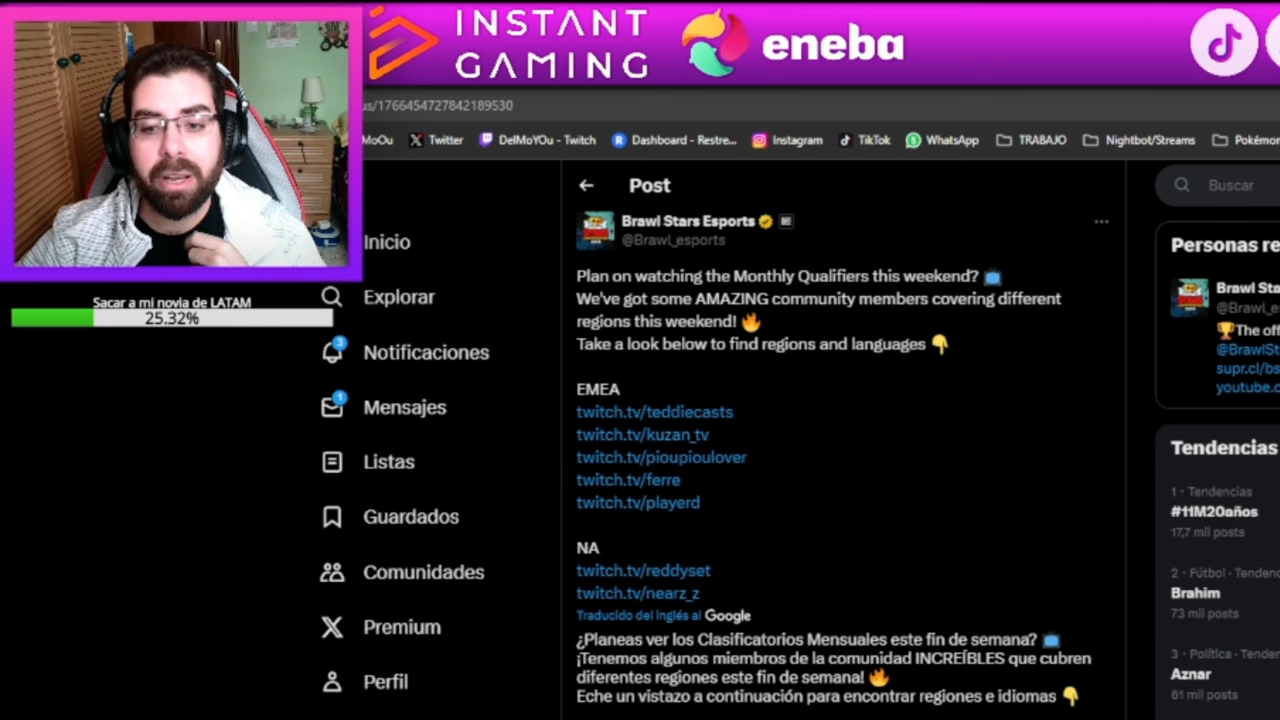 INSTANT
GAMING
eneba
us/1766454727842189530
MoOu
Twitter
DelMoYOu - Twitch
Dashboard - Restre...
Instagram
TikTok
WhatsApp
TRABAJO
Nightbot/Streams
Sacar a mi novia de LATAM
25.32%
Inicio
Explorar
3
Notificaciones
1
Mensajes
Listas
Guardados
Comunidades
Premium
Perfil
Post
Brawl Stars Esports
@Brawl_esports
Plan on watching the Monthly Qualifiers this weekend?
We've got some AMAZING community members covering different
regions this weekend!
Take a look below to find regions and languages
EMEA
twitch.tv/teddiecasts
twitch.tv/kuzan_tv
twitch.tv/pioupioulover
twitch.tv/ferre
twitch.tv/playerd
NA
twitch.tv/reddyset
twitch.tv/nearz_z
Traducido del inglés al Google
¿Planeas ver los Clasificatorios Mensuales este fin de semana?
¡Tenemos algunos miembros de la comunidad INCREÍBLES que cubren
diferentes regiones este fin de semana!
Eche un vistazo a continuación para encontrar regiones e idiomas
Buscar
Personas re
Brawl Sta
@Brawl_e
The off
@BrawlSt
supr.cl/bs
youtube.c
Tendencias
1 · Tendencias
#11M20años
17,7 mil posts
2 · Fútbol · Tendenc
Brahim
73 mil posts
3 · Política · Tenden
Aznar
61 mil posts